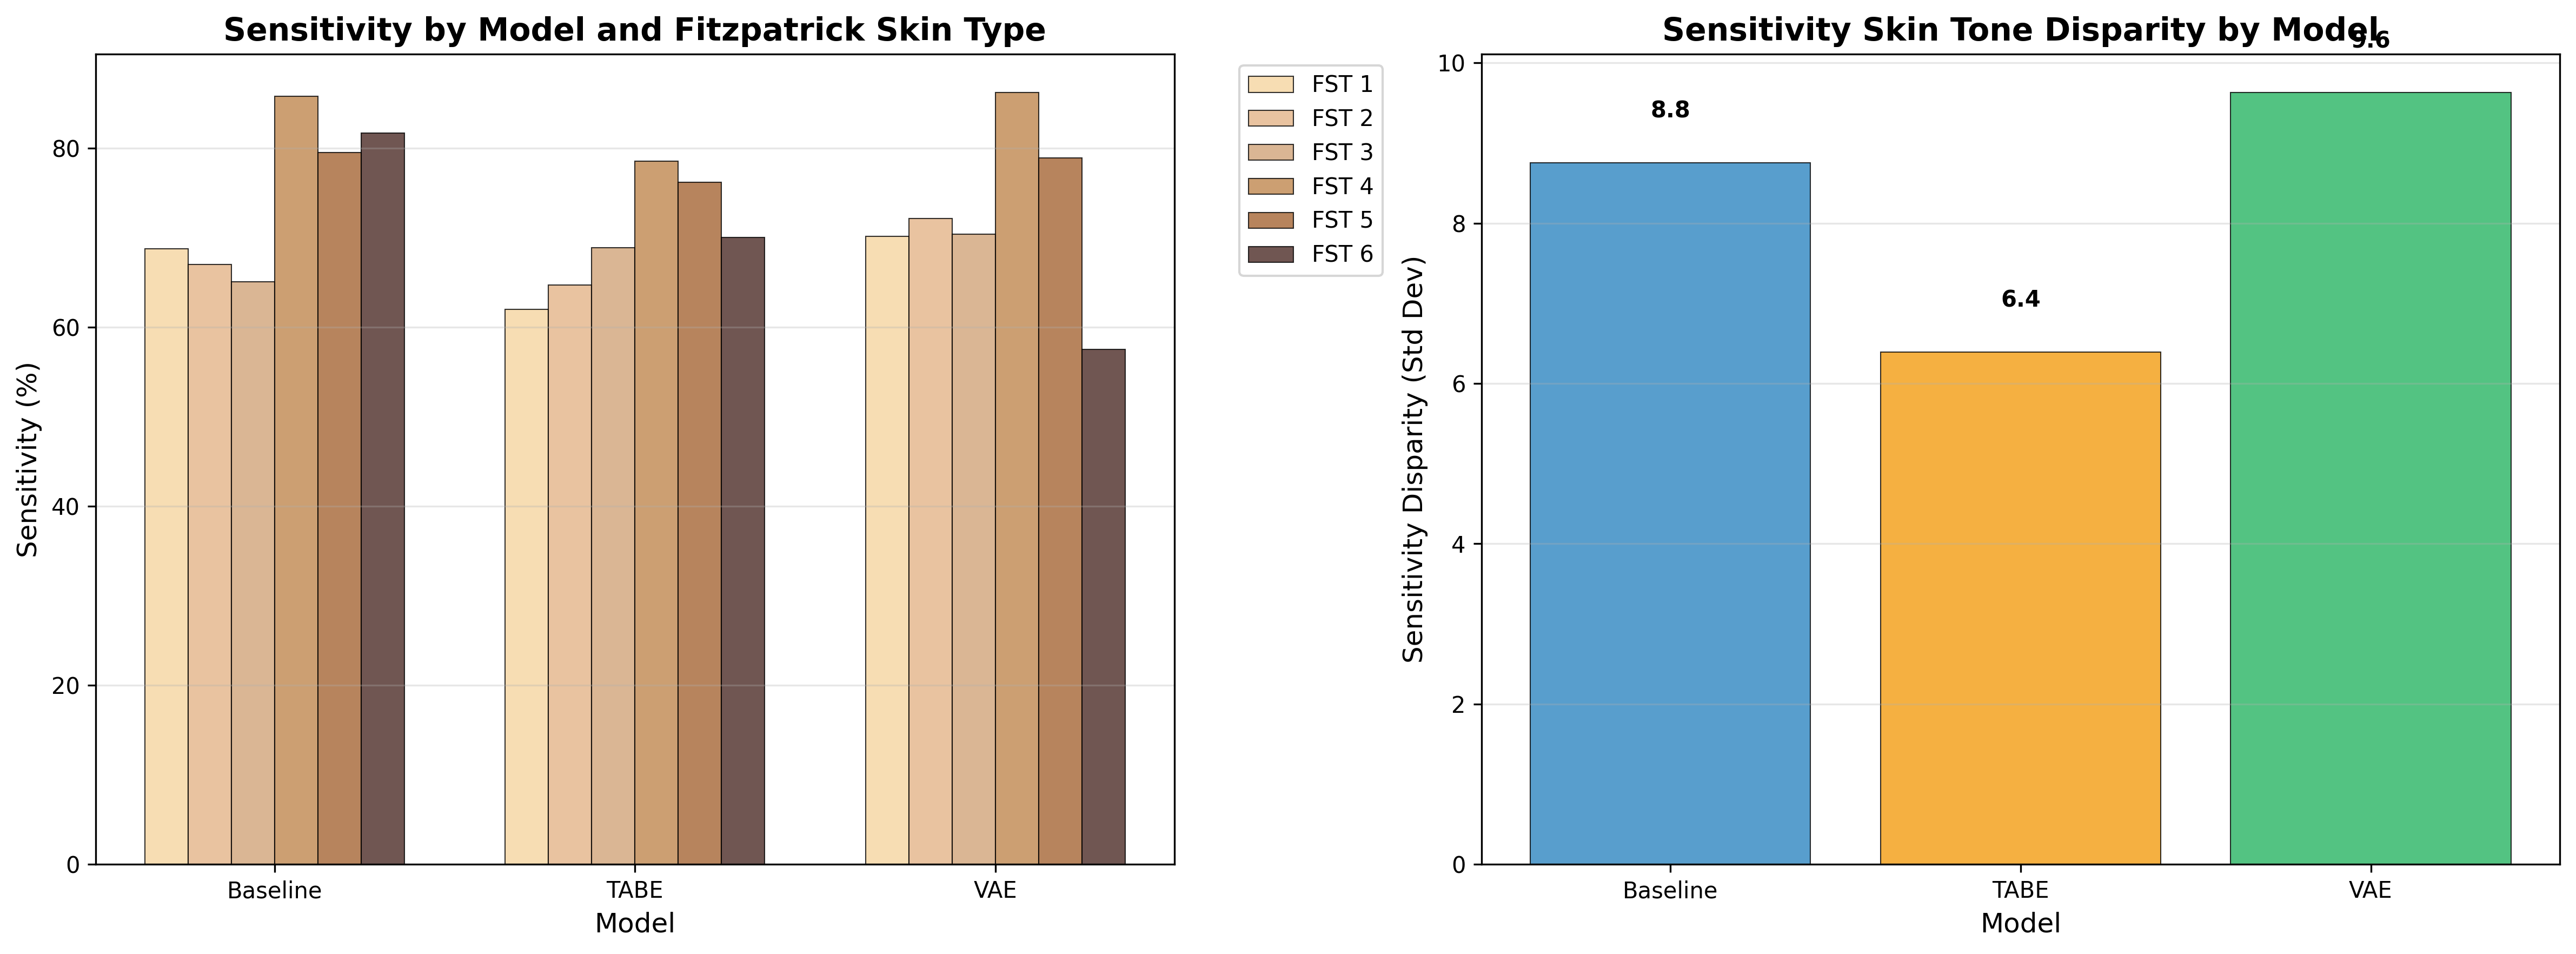 Sensitivity by Model and Fitzpatrick Skin Type
Sensitivity (%)
80
60
40
20
0
Baseline
TABE
VAE
Model
FST 1
FST 2
FST 3
FST 4
FST 5
FST 6
Sensitivity Skin Tone Disparity by Model
Sensitivity Disparity (Std Dev)
10
8
6
4
2
0
8.8
6.4
9.6
Baseline
TABE
VAE
Model